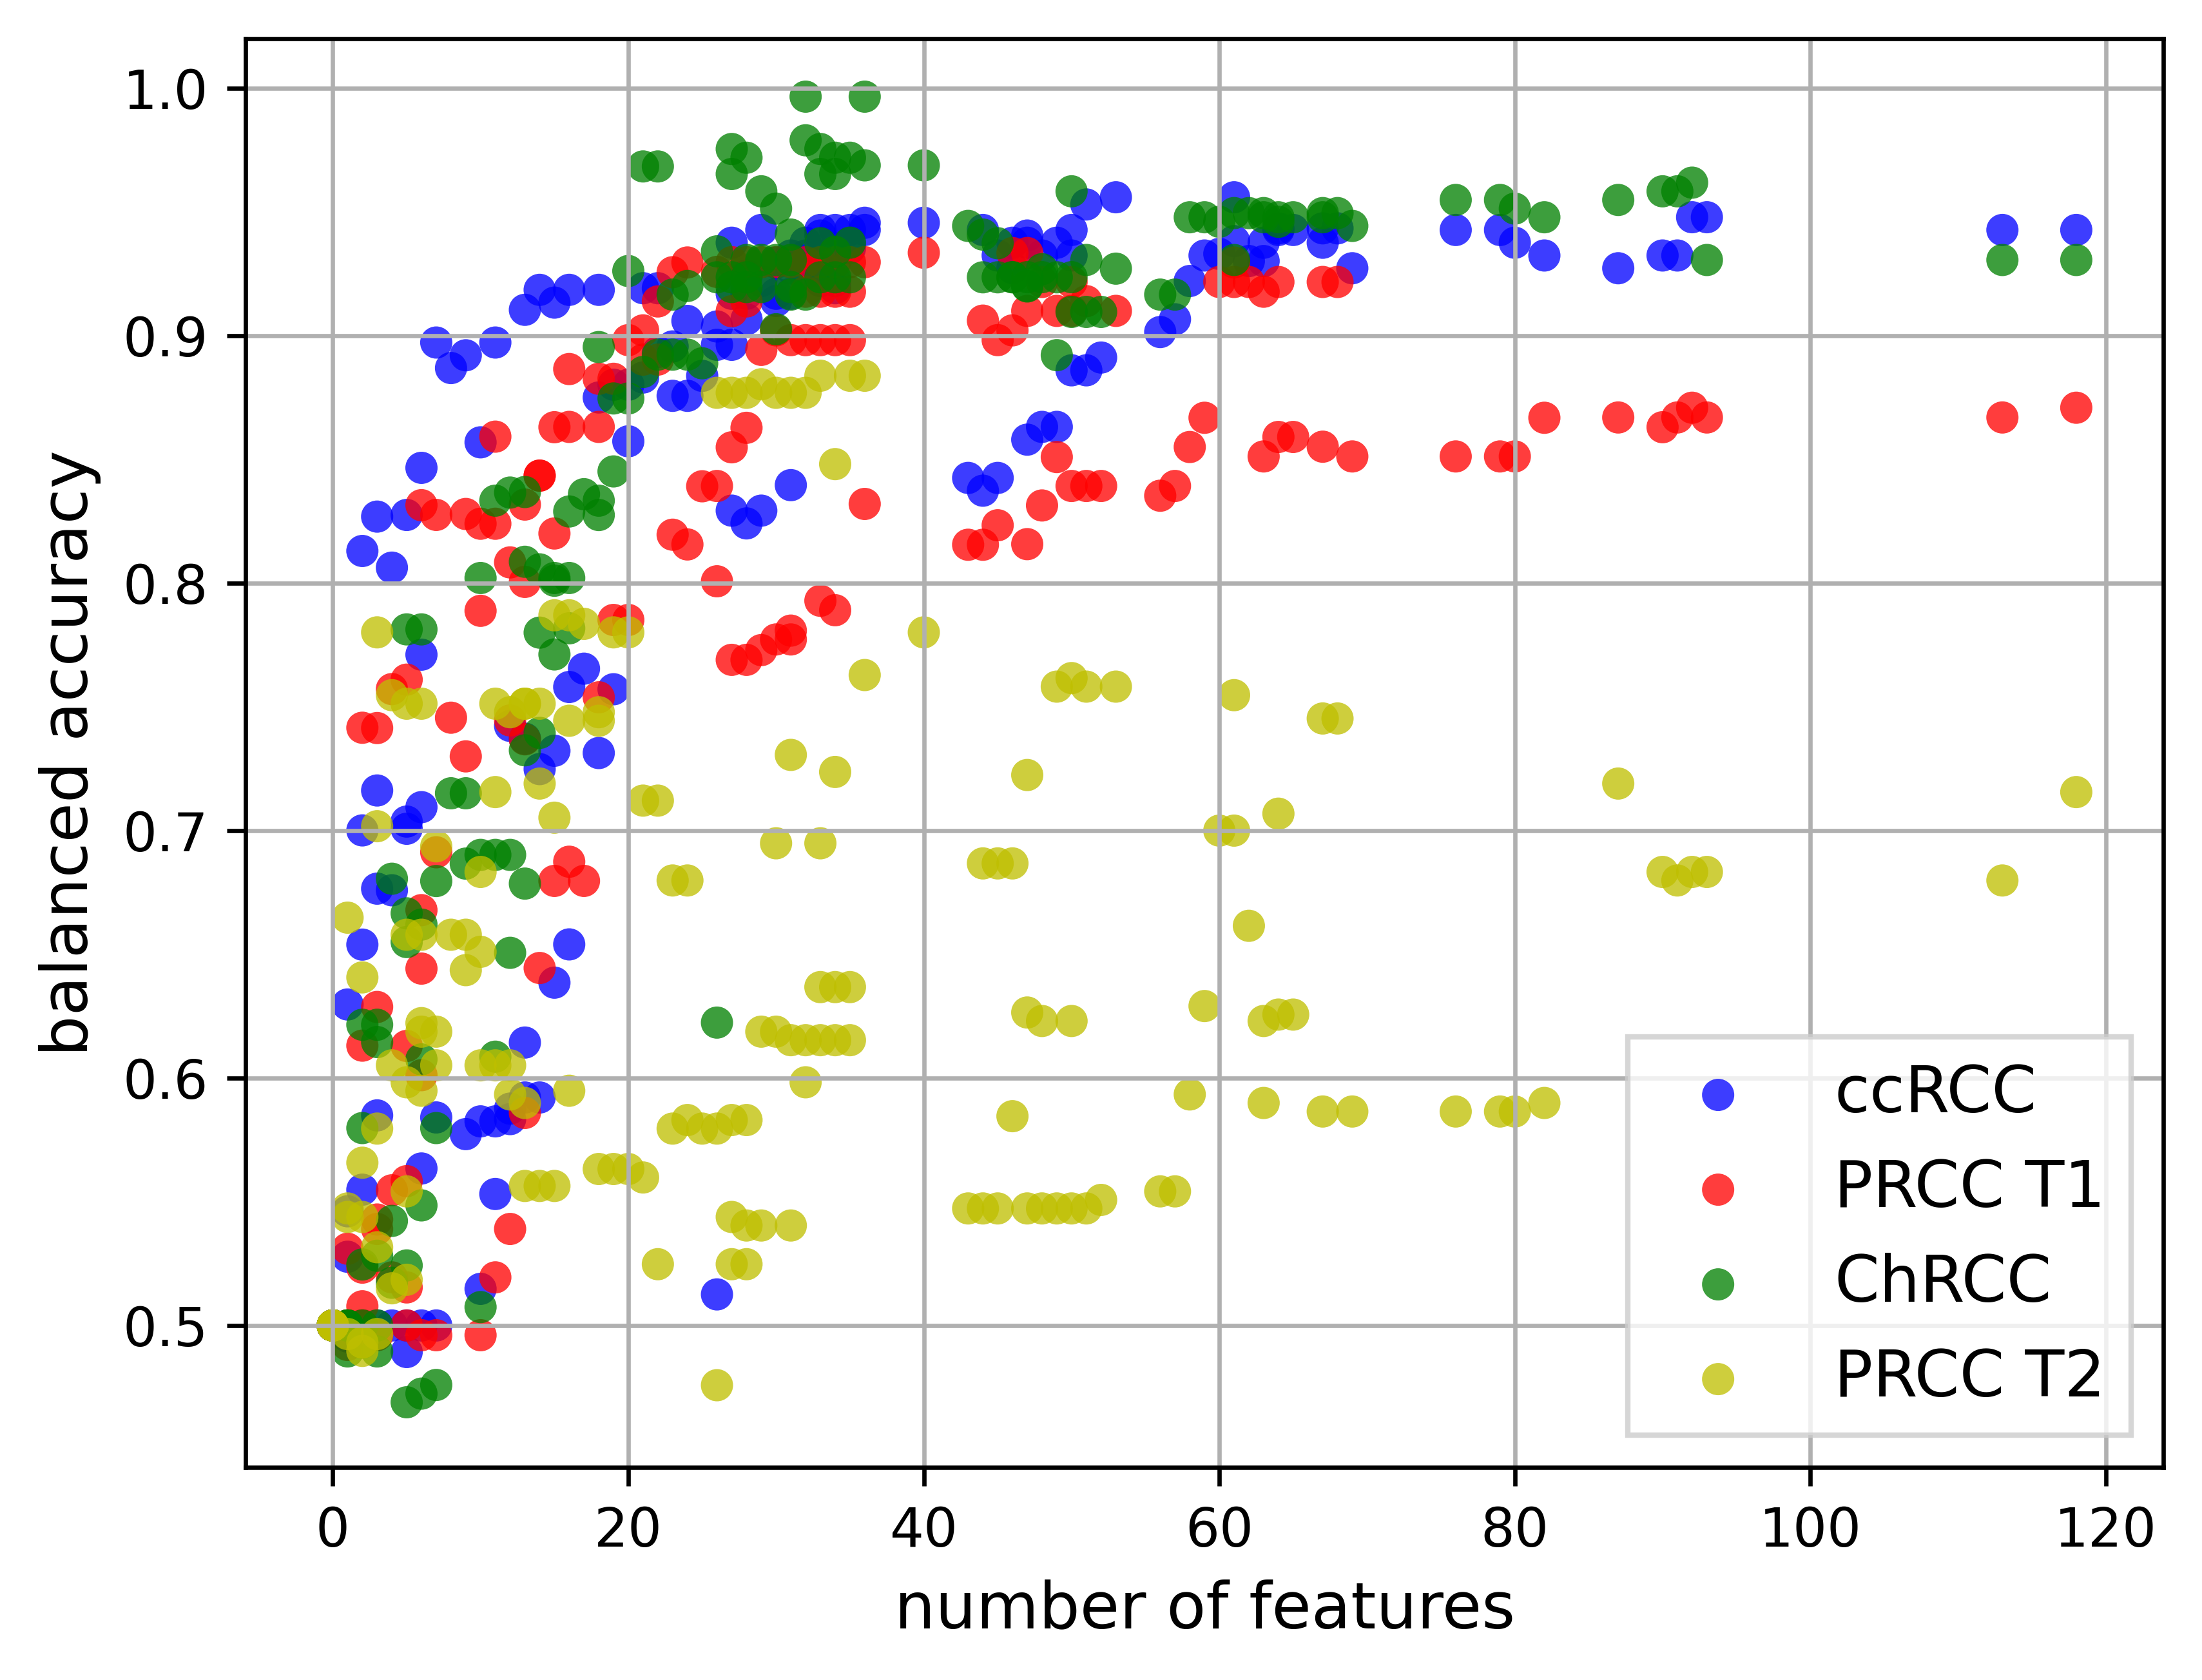 balanced accuracy
1.0
0.9
0.8
0.7
0.6
0.5
ccRCC
PRCC T1
ChRCC
PRCC T2
0 20 40 60 80 100 120
number of features